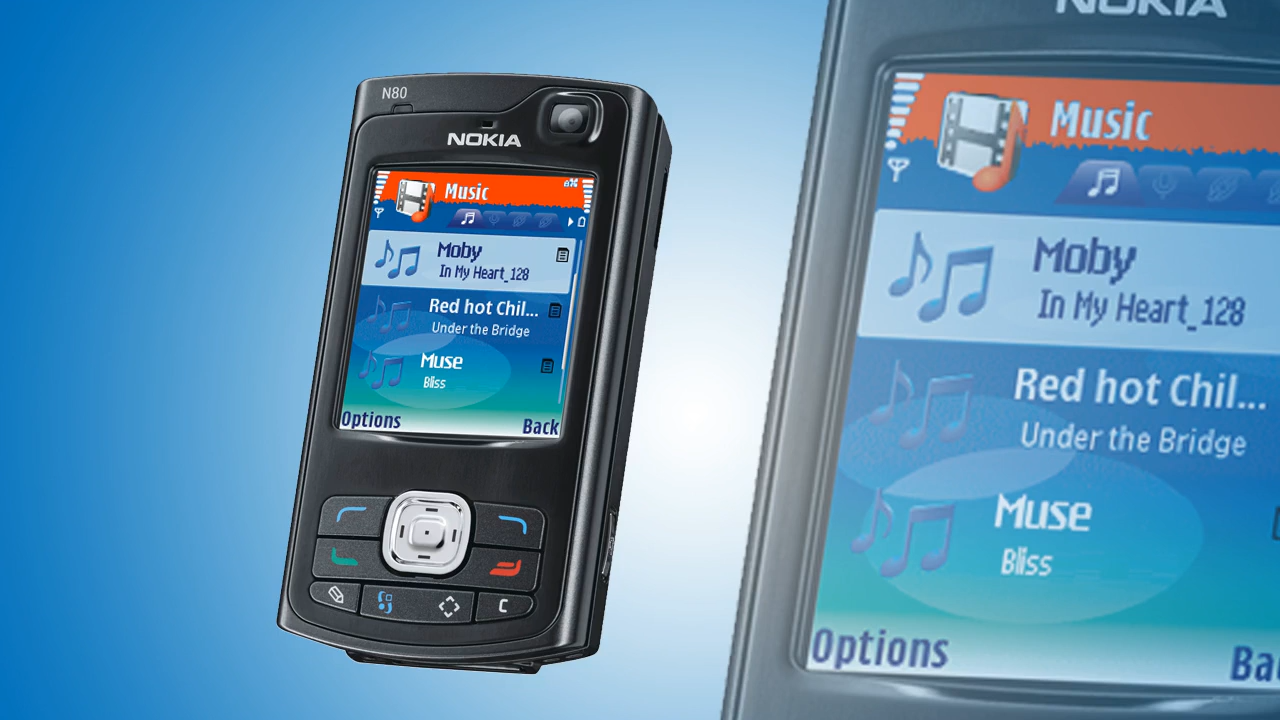 N80
NOKIA
Music
Moby
In My Heart_128
Red hot Chil...
Under the Bridge
Muse
Bliss
Options
Back
C
NOKIA
Music
Moby
In My Heart_128
Red hot Chil...
Under the Bridge
Muse
Bliss
Options
Ba